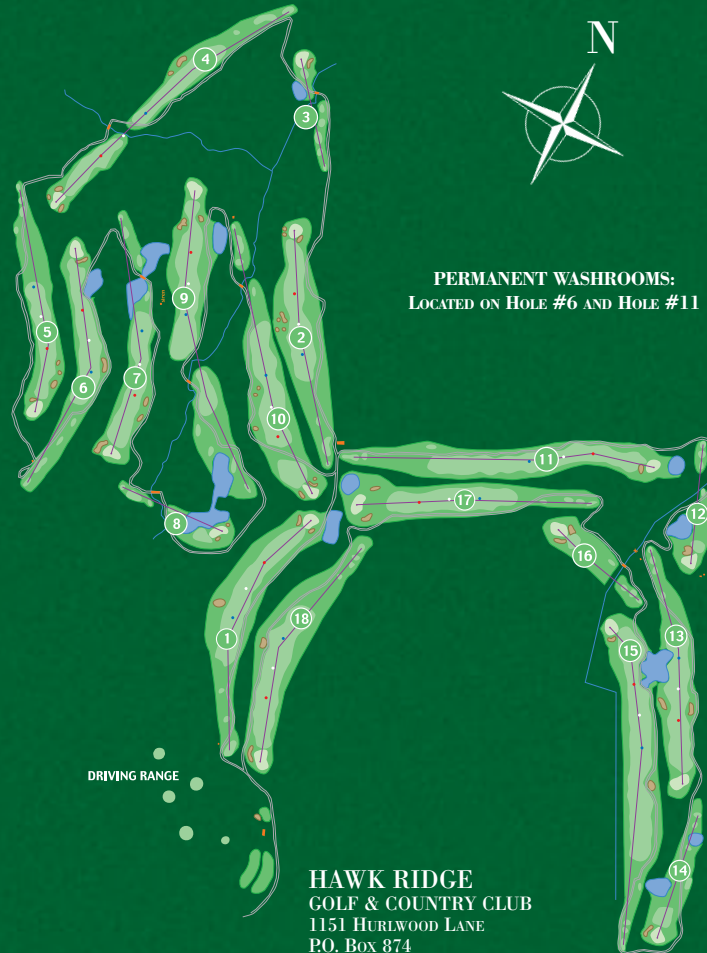 N
4
3
PERMANENT WASHROOMS:
LOCATED ON HOLE #6 AND HOLE #11
9
5
2
6
7
10
11
17
12
8
16
1
18
13
15
DRIVING RANGE
14
HAWK RIDGE
GOLF & COUNTRY CLUB
1151 HURLWOOD LANE
P.O. BOX 874